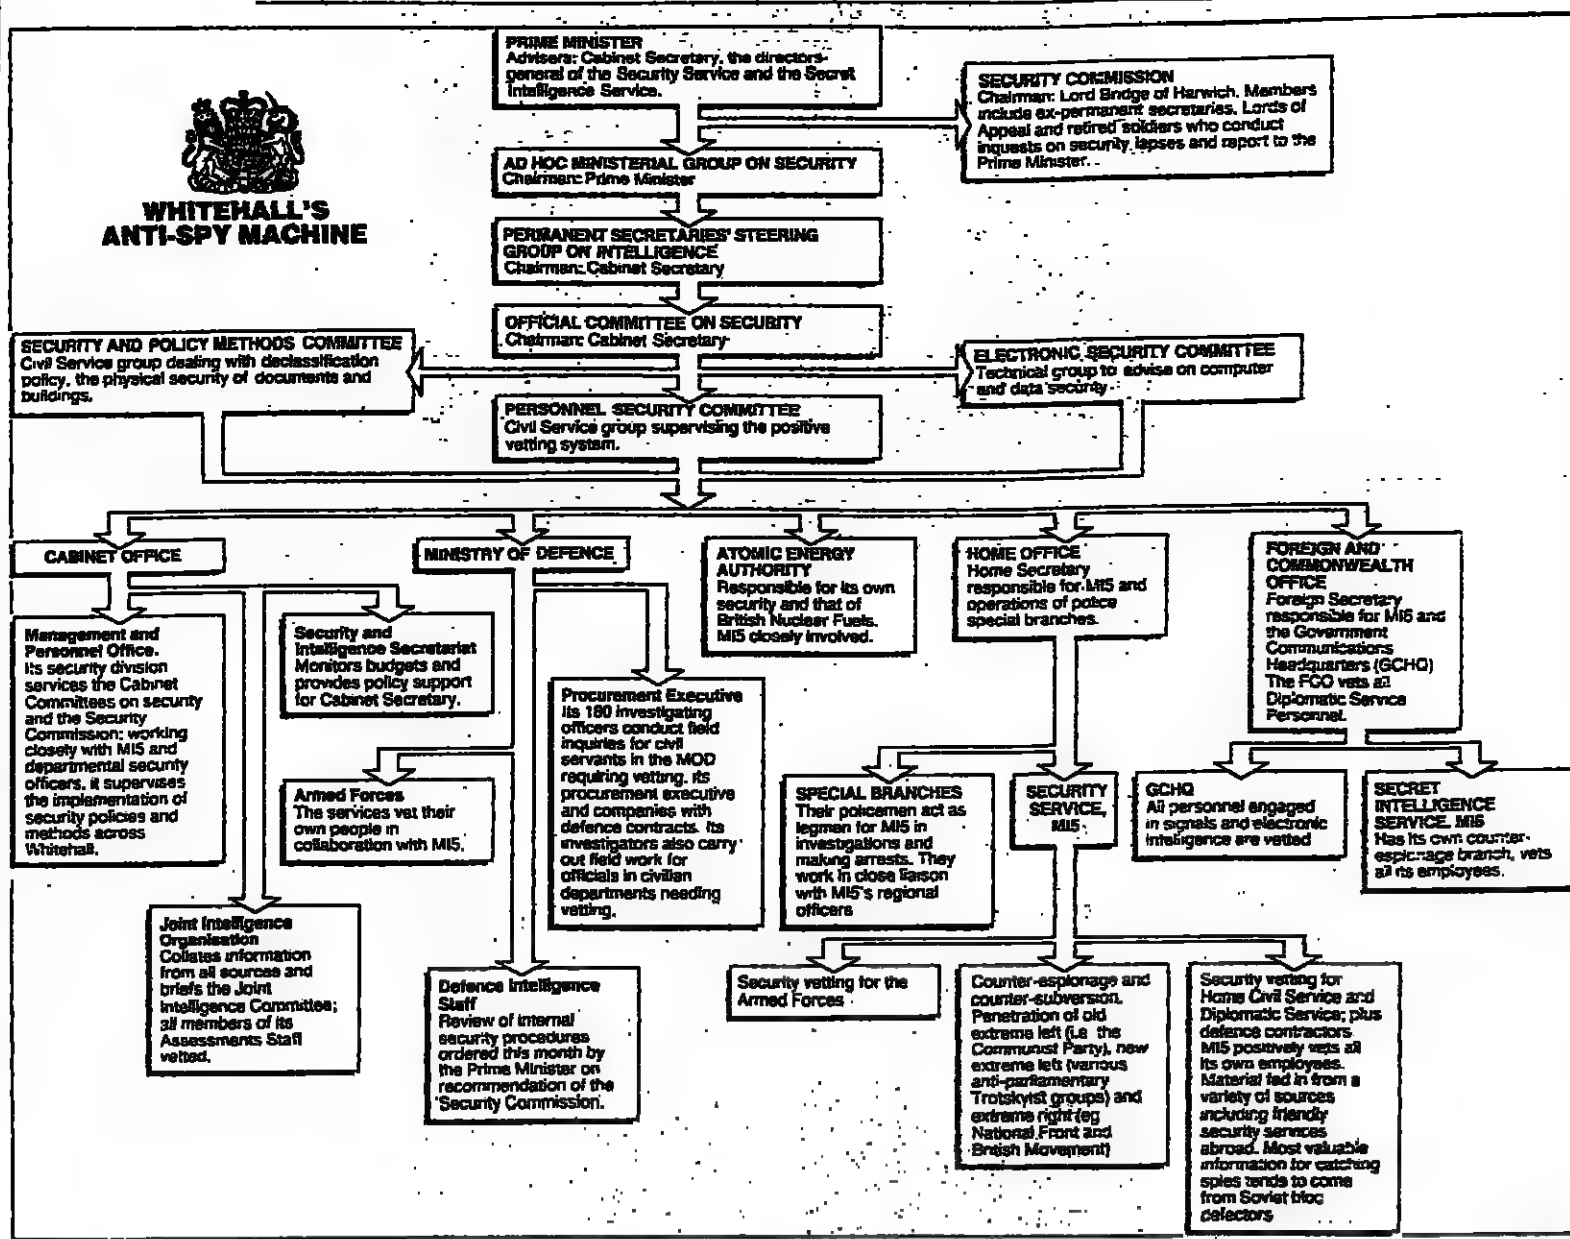 WHITEHALL'S
ANTI-SPY MACHINE
PRIME MINISTER
Advisers: Cabinet Secretary, the directors-
general of the Security Service and the Secret
Intelligence Service.
SECURITY COMMISSION
Chairman: Lord Bridge of Harwich. Members
include ex-permanent secretaries, Lords of
Appeal and retired soldiers who conduct
inquests on security lapses and report to the
Prime Minister.
AD HOC MINISTERIAL GROUP ON SECURITY
Chairman: Prime Minister
PERMANENT SECRETARIES' STEERING
GROUP ON INTELLIGENCE
Chairman: Cabinet Secretary
OFFICIAL COMMITTEE ON SECURITY
Chairman: Cabinet Secretary
SECURITY AND POLICY METHODS COMMITTEE
Civil Service group dealing with declassification
policy, the physical security of documents and
buildings.
ELECTRONIC SECURITY COMMITTEE
Technical group to advise on computer
and data security
PERSONNEL SECURITY COMMITTEE
Civil Service group supervising the positive
vetting system.
CABINET OFFICE
MINISTRY OF DEFENCE
ATOMIC ENERGY
AUTHORITY
Responsible for its own
security and that of
British Nuclear Fuels.
MI5 closely involved.
HOME OFFICE
Home Secretary
responsible for MI5 and
operations of police
special branches.
FOREIGN AND
COMMONWEALTH
OFFICE
Foreign Secretary
responsible for MI6 and
the Government
Communications
Headquarters (GCHQ)
The FCO vets all
Diplomatic Service
Personnel.
Management and
Personnel Office.
Its security division
services the Cabinet
Committees on security
and the Security
Commission: working
closely with MI5 and
departmental security
officers, it supervises
the implementation of
security policies and
methods across
Whitehall.
Security and
Intelligence Secretariat
Monitors budgets and
provides policy support
for Cabinet Secretary.
Armed Forces
The services vet their
own people in
collaboration with MI5.
Procurement Executive
Its 180 investigating
officers conduct field
inquiries for civil
servants in the MOD
requiring vetting, its
procurement executive
and companies with
defence contracts. Its
investigators also carry
out field work for
officials in civilian
departments needing
vetting.
SPECIAL BRANCHES
Their policemen act as
legmen for MI5 in
investigations and
making arrests. They
work in close liaison
with MI5's regional
officers
SECURITY
SERVICE,
MI5
GCHQ
All personnel engaged
in signals and electronic
intelligence are vetted
SECRET
INTELLIGENCE
SERVICE, MI6
Has its own counter-
espionage branch, vets
all its employees.
Joint Intelligence
Organisation
Collates information
from all sources and
briefs the Joint
Intelligence Committee;
all members of its
Assessments Staff
vetted.
Defence Intelligence
Staff
Review of internal
security procedures
ordered this month by
the Prime Minister on
recommendation of the
Security Commission.
Security vetting for the
Armed Forces
Counter-espionage and
counter-subversion.
Penetration of old
extreme left (i.e the
Communist Party), new
extreme left (various
anti-parliamentary
Trotskyist groups) and
extreme right (eg
National Front and
British Movement)
Security vetting for
Home Civil Service and
Diplomatic Service; plus
defence contractors
MI5 positively vets all
its own employees.
Material fed in from a
variety of sources
including friendly
security services
abroad. Most valuable
information for catching
spies tends to come
from Soviet bloc
defectors